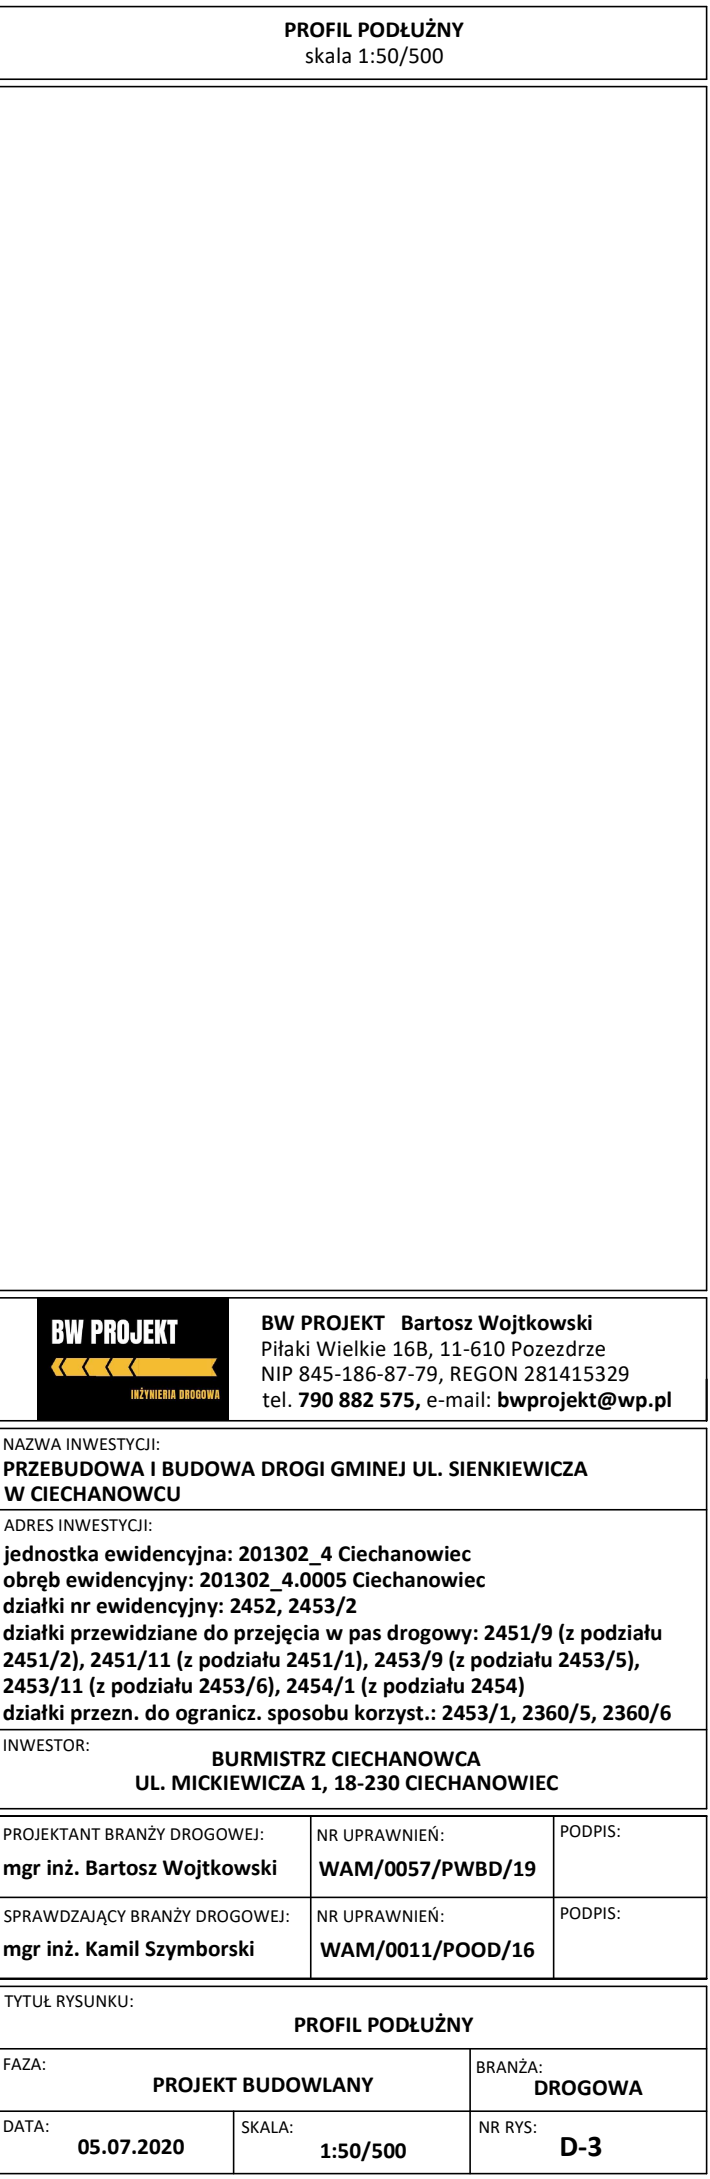 PROFIL PODŁUŻNY
skala 1:50/500
BW PROJEKT
INŻYNIERIA DROGOWA
BW PROJEKT Bartosz Wojtkowski
Piłaki Wielkie 16B, 11-610 Pozezdrze
NIP 845-186-87-79, REGON 281415329
tel. 790 882 575, e-mail: bwprojekt@wp.pl
NAZWA INWESTYCJI:
PRZEBUDOWA I BUDOWA DROGI GMINEJ UL. SIENKIEWICZA
W CIECHANOWCU
ADRES INWESTYCJI:
jednostka ewidencyjna: 201302_4 Ciechanowiec
obręb ewidencyjny: 201302_4.0005 Ciechanowiec
działki nr ewidencyjny: 2452, 2453/2
działki przewidziane do przejęcia w pas drogowy: 2451/9 (z podziału
2451/2), 2451/11 (z podziału 2451/1), 2453/9 (z podziału 2453/5),
2453/11 (z podziału 2453/6), 2454/1 (z podziału 2454)
działki przezn. do ogranicz. sposobu korzyst.: 2453/1, 2360/5, 2360/6
INWESTOR:
BURMISTRZ CIECHANOWCA
UL. MICKIEWICZA 1, 18-230 CIECHANOWIEC
PROJEKTANT BRANŻY DROGOWEJ:
mgr inż. Bartosz Wojtkowski
NR UPRAWNIEŃ:
WAM/0057/PWBD/19
PODPIS:
SPRAWDZAJĄCY BRANŻY DROGOWEJ:
mgr inż. Kamil Szymborski
NR UPRAWNIEŃ:
WAM/0011/POOD/16
PODPIS:
TYTUŁ RYSUNKU:
PROFIL PODŁUŻNY
FAZA:
PROJEKT BUDOWLANY
BRANŻA:
DROGOWA
DATA:
05.07.2020
SKALA:
1:50/500
NR RYS:
D-3